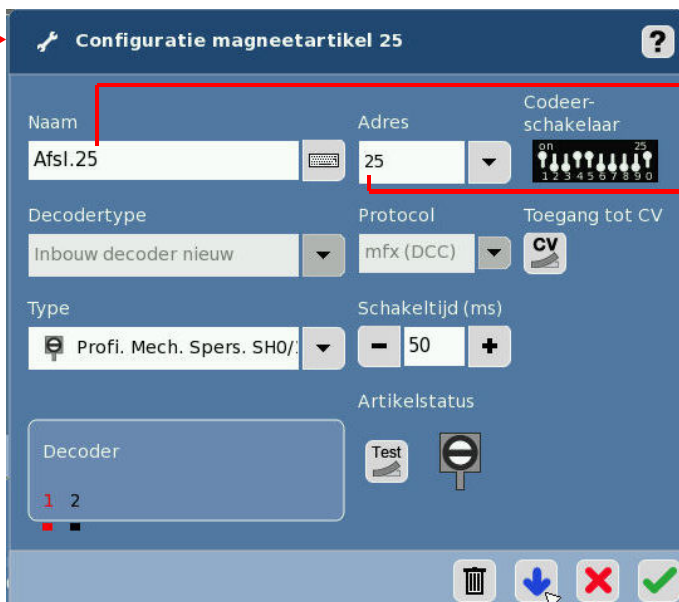 Configuratie magneetartikel 25
?
Naam
Adres
Codeer-
schakelaar
Afsl.25
25
on 25
1 2 3 4 5 6 7 8 9 0
Decodertype
Protocol
Toegang tot CV
Inbouw decoder nieuw
mfx (DCC)
CV
Type
Schakeltijd (ms)
Profi. Mech. Spers. SH0/
50
Artikelstatus
Decoder
Test
1 2